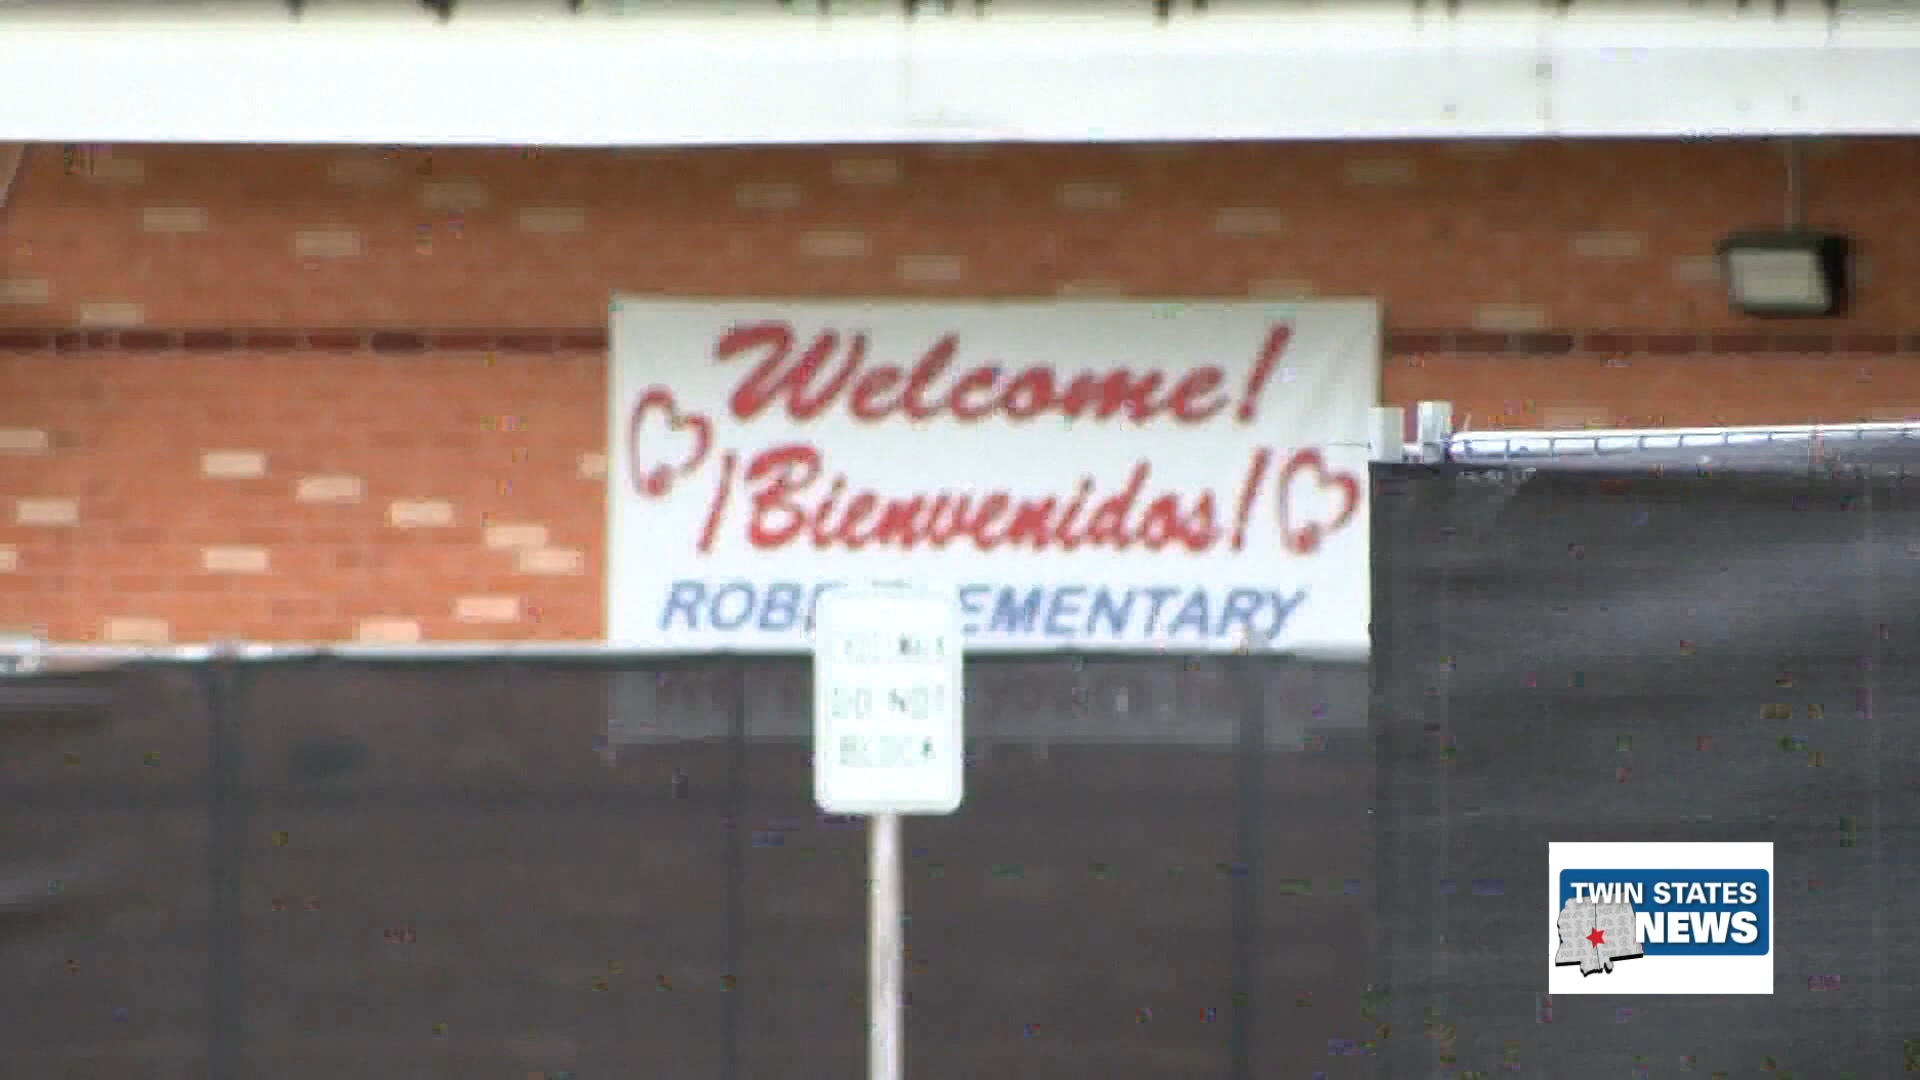 Welcome!
¡Bienvenidos!
ROBB ELEMENTARY
DO NOT
BLOCK
TWIN STATES
NEWS